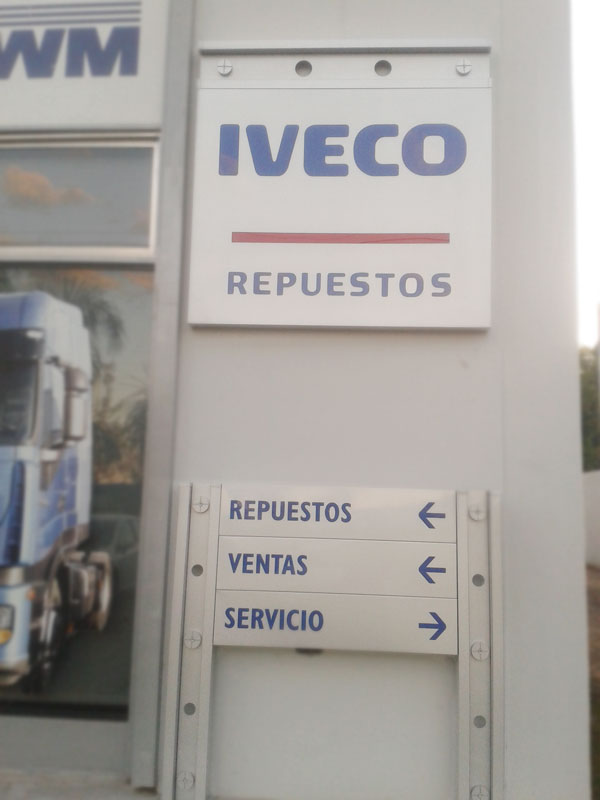 WM
IVECO
REPUESTOS
REPUESTOS ←
VENTAS ←
SERVICIO →